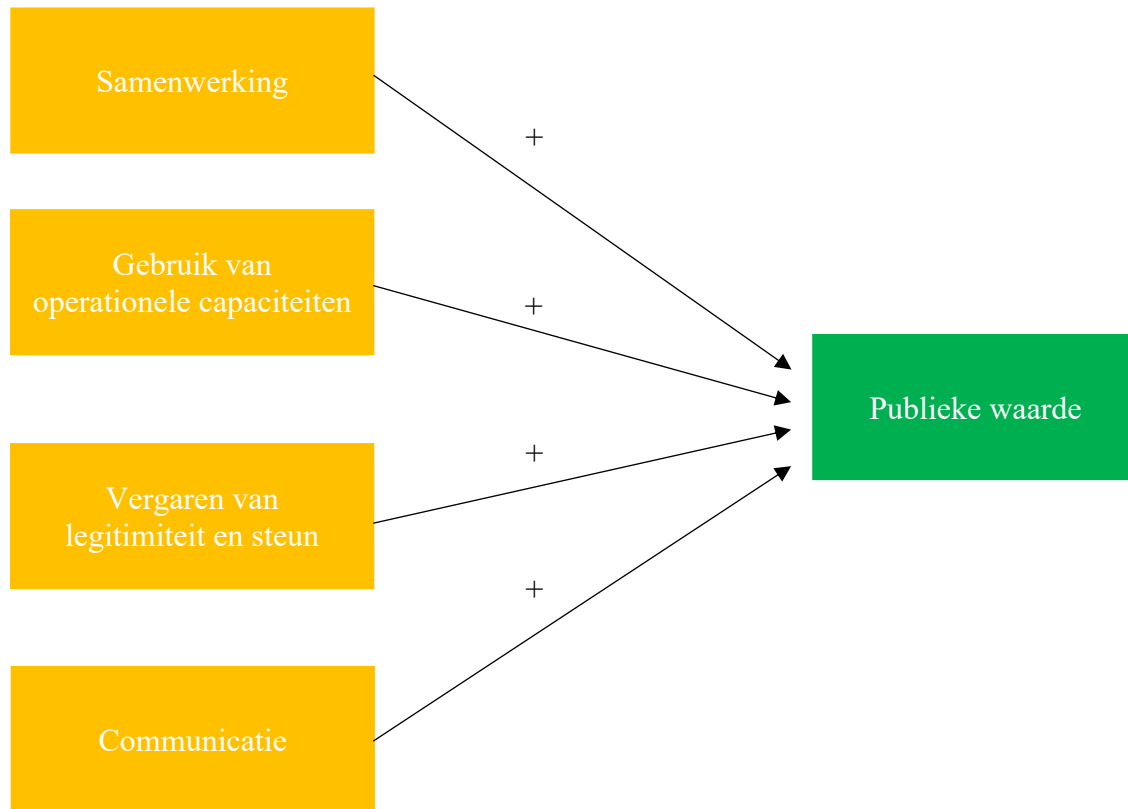 Samenwerking
+
Gebruik van
operationele capaciteiten
+
Publieke waarde
Vergaren van
legitimiteit en steun
+
+
Communicatie